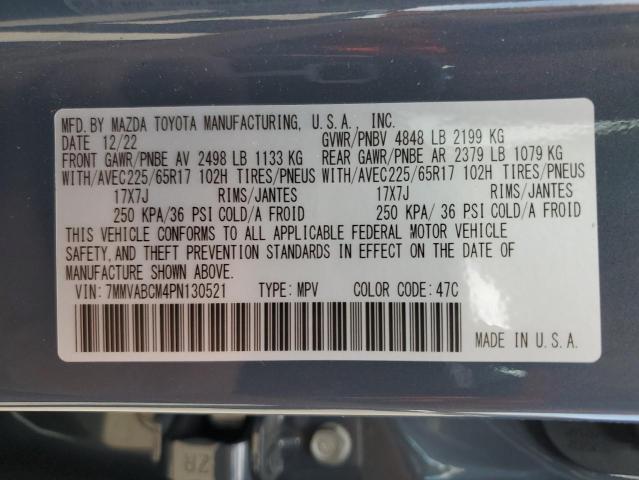 MFD. BY MAZDA TOYOTA MANUFACTURING, U.S.A., INC.
DATE 12/22 GVWR/PNBV 4848 LB 2199 KG
FRONT GAWR/PNBE AV 2498 LB 1133 KG REAR GAWR/PNBE AR 2379 LB 1079 KG
WITH/AVEC225/65R17 102H TIRES/PNEUS WITH/AVEC225/65R17 102H TIRES/PNEUS
17X7J RIMS/JANTES 17X7J RIMS/JANTES
250 KPA/36 PSI COLD/A FROID 250 KPA/ 36 PSI COLD/A FROID
THIS VEHICLE CONFORMS TO ALL APPLICABLE FEDERAL MOTOR VEHICLE
SAFETY, AND THEFT PREVENTION STANDARDS IN EFFECT ON THE DATE OF
MANUFACTURE SHOWN ABOVE.
VIN: 7MMVABCM4PN130521 TYPE: MPV COLOR CODE: 47C
MADE IN U.S.A.
ZR